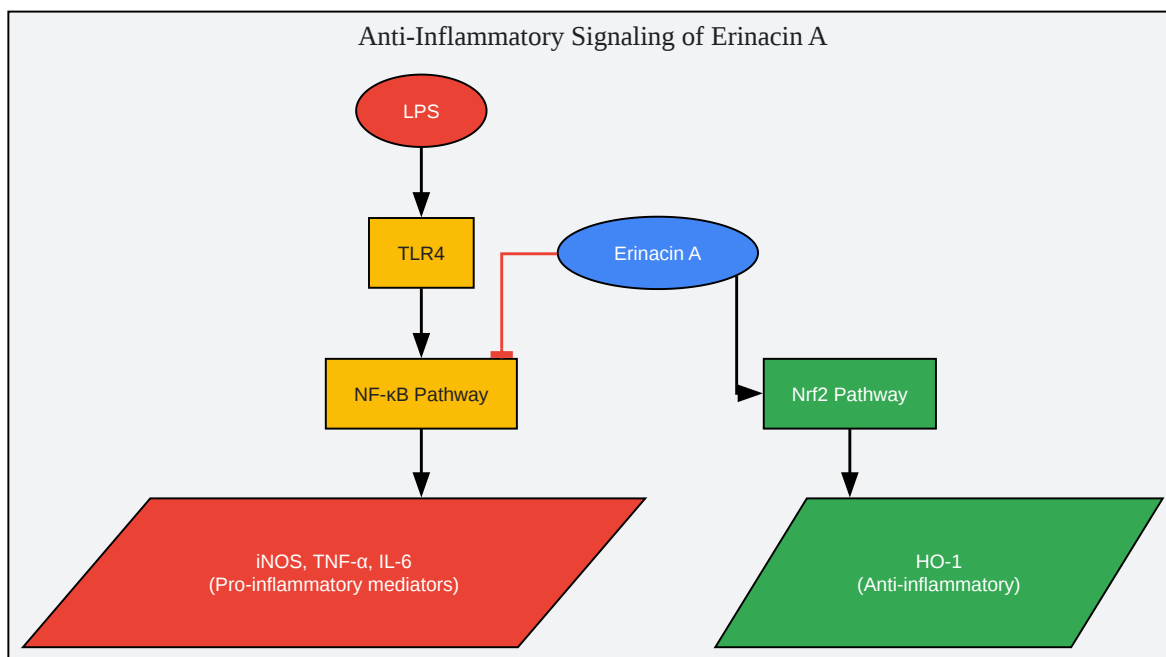 Anti-Inflammatory Signaling of Erinacin A
LPS
TLR4
Erinacin A
NF-κB Pathway
Nrf2 Pathway
iNOS, TNF-α, IL-6
(Pro-inflammatory mediators)
HO-1
(Anti-inflammatory)